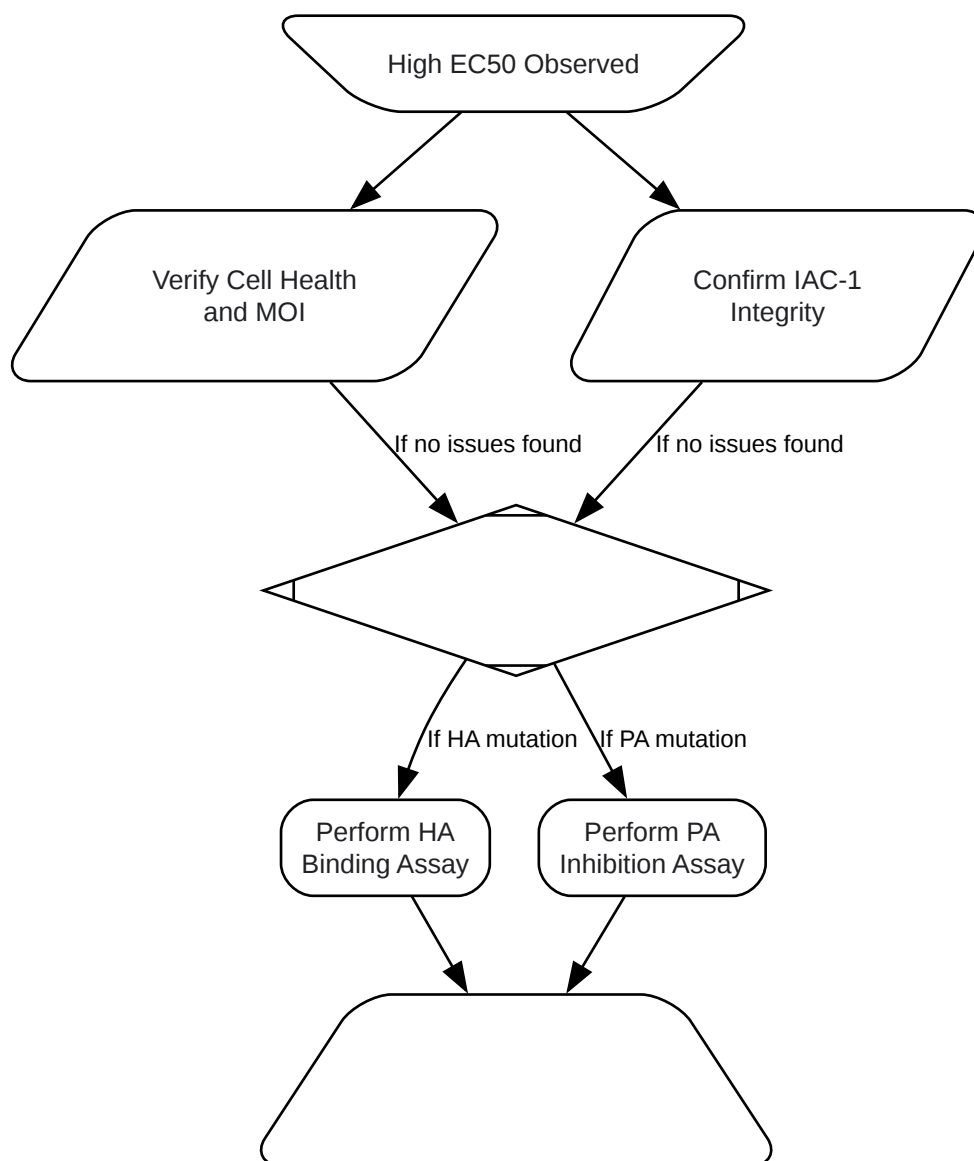 High EC50 Observed
Verify Cell Health
and MOI
Confirm IAC-1
Integrity
If no issues found
If no issues found
If HA mutation
If PA mutation
Perform HA
Binding Assay
Perform PA
Inhibition Assay